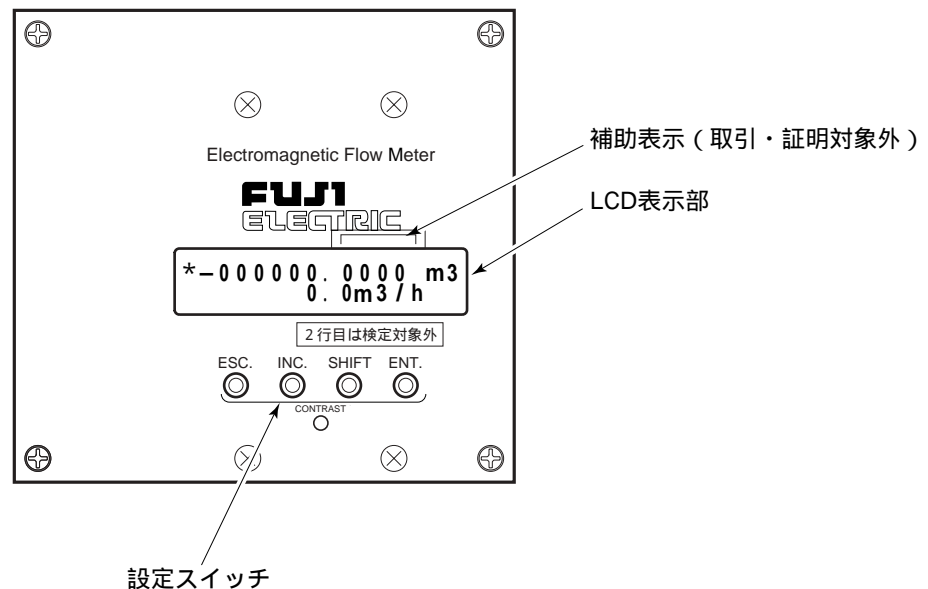 Electromagnetic Flow Meter
FUJI
ELECTRIC
補助表示（取引・証明対象外）
LCD表示部
*−000000.0000 m3
0.0m3/h
2行目は検定対象外
ESC. INC. SHIFT ENT.
CONTRAST
設定スイッチ